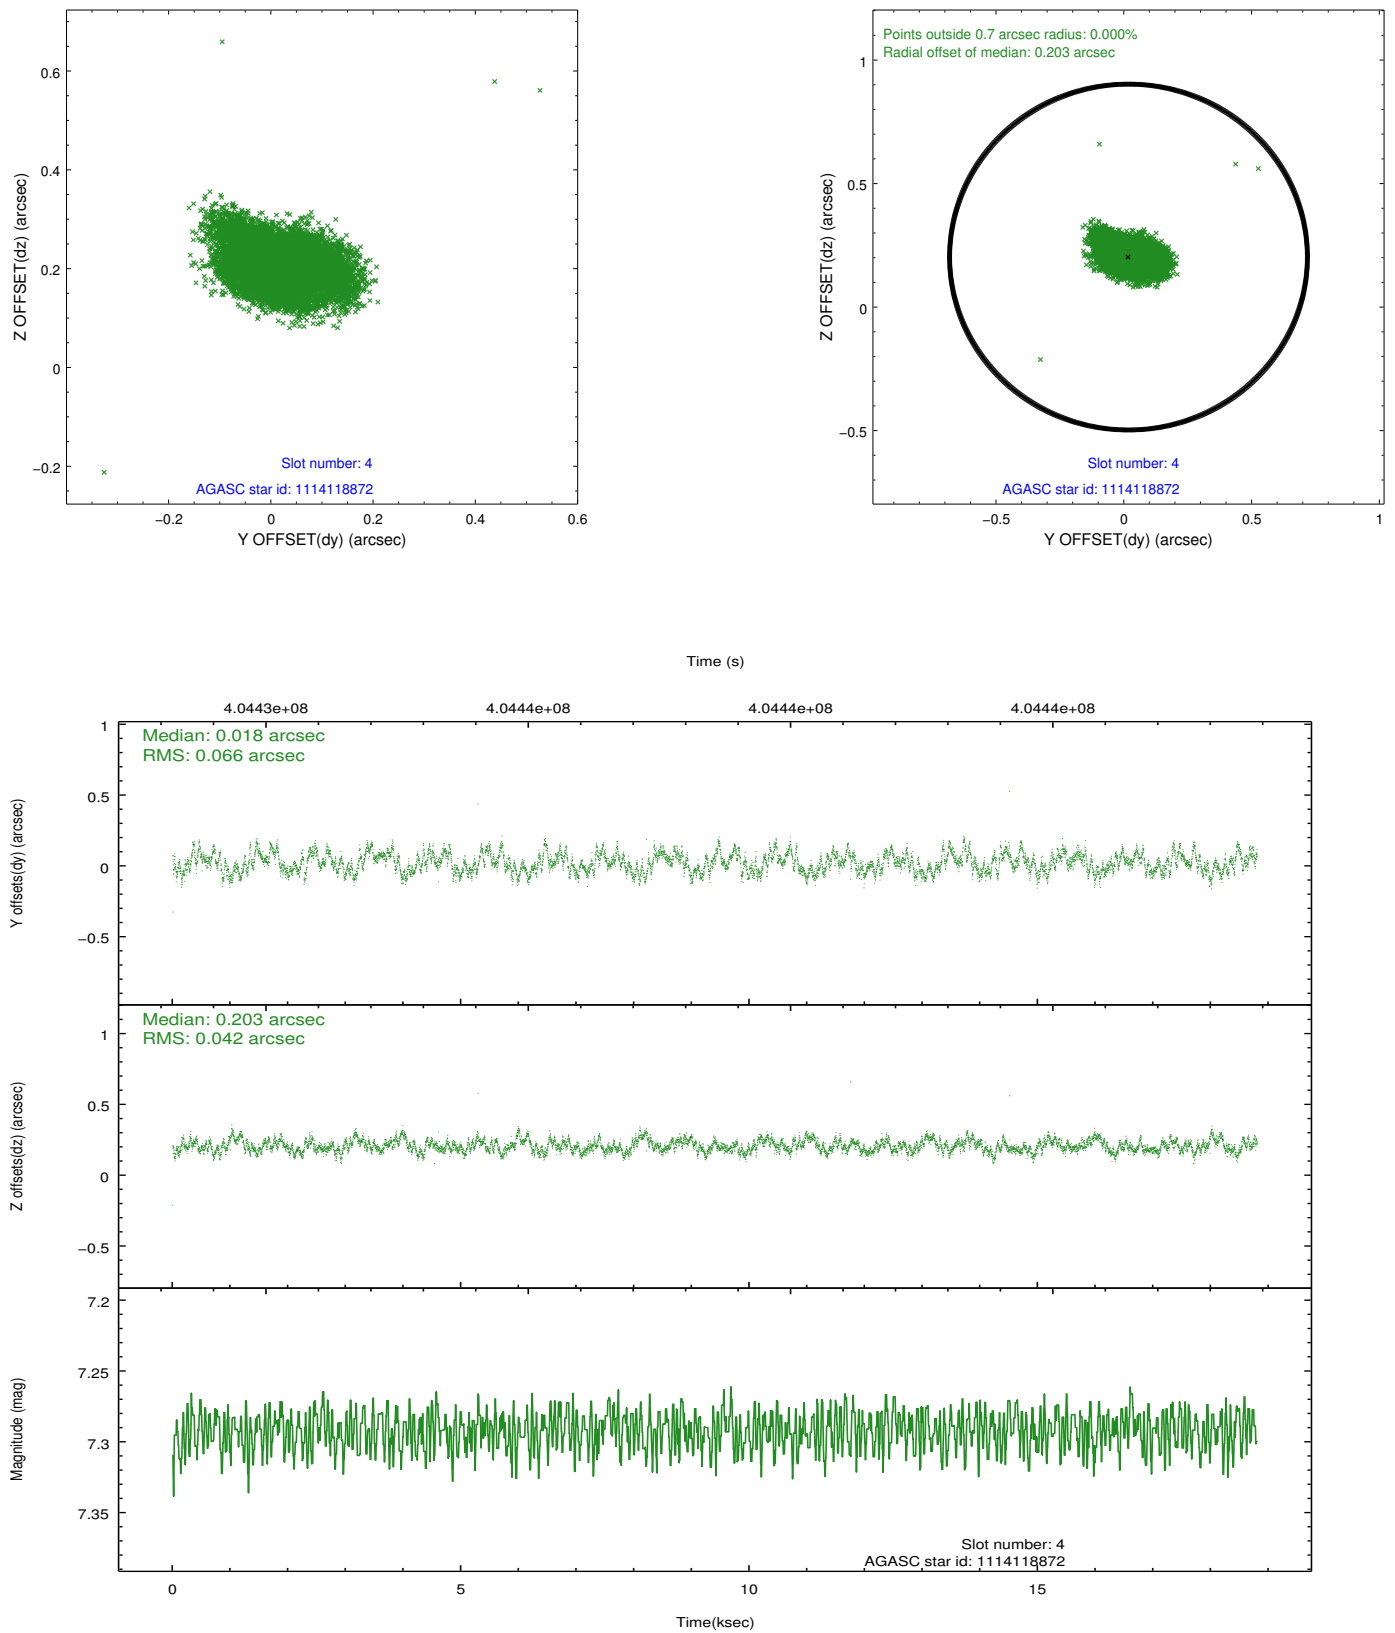 0.6
0.4
0.2
0
−0.2
Z OFFSET(dz) (arcsec)
Slot number: 4
AGASC star id: 1114118872
−0.2 0 0.2 0.4 0.6
Y OFFSET(dy) (arcsec)
Points outside 0.7 arcsec radius: 0.000%
Radial offset of median: 0.203 arcsec
1
0.5
0
−0.5
Z OFFSET(dz) (arcsec)
Slot number: 4
AGASC star id: 1114118872
−0.5 0 0.5 1
Y OFFSET(dy) (arcsec)
Time (s)
4.0443e+08 4.0444e+08 4.0444e+08 4.0444e+08
Median: 0.018 arcsec
RMS: 0.066 arcsec
1
0.5
0
−0.5
Y offsets(dy) (arcsec)
Median: 0.203 arcsec
RMS: 0.042 arcsec
1
0.5
0
−0.5
Z offsets(dz) (arcsec)
7.2
7.25
7.3
7.35
Magnitude (mag)
Slot number: 4
AGASC star id: 1114118872
0 5 10 15
Time(ksec)